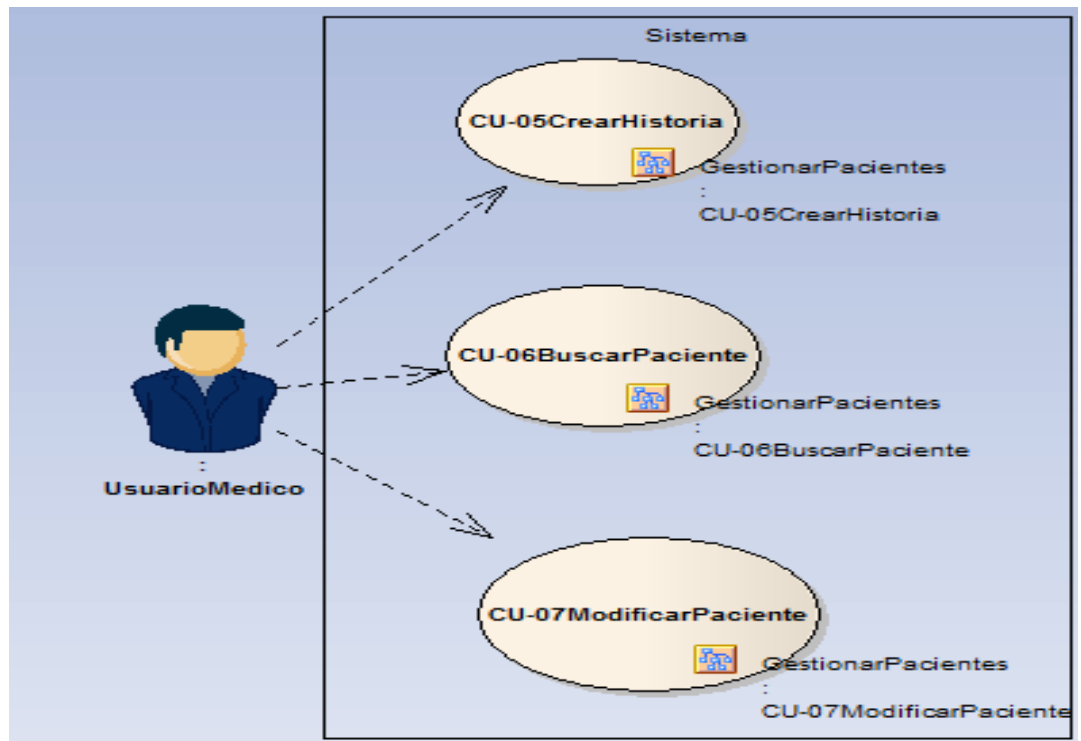 Sistema
CU-05CrearHistoria
GestionarPacientes
:
CU-05CrearHistoria
CU-06BuscarPaciente
GestionarPacientes
:
CU-06BuscarPaciente
:
UsuarioMedico
CU-07ModificarPaciente
GestionarPacientes
:
CU-07ModificarPaciente